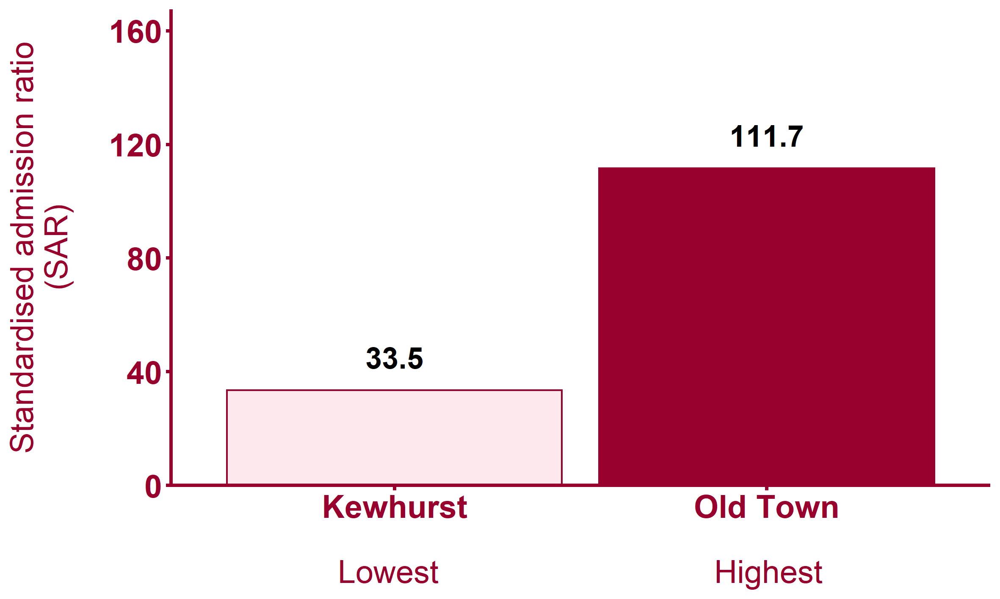 Standardised admission ratio
(SAR)
160
120
80
40
0
111.7
33.5
Kewhurst
Old Town
Lowest
Highest